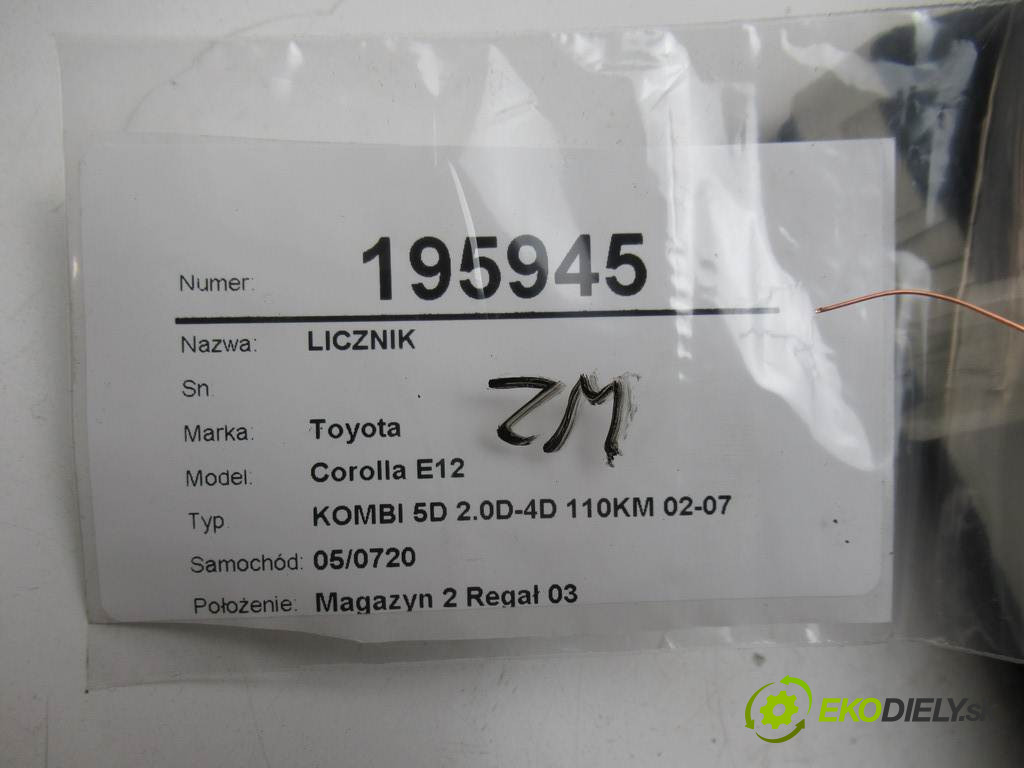 Numer: 195945
Nazwa: LICZNIK
Sn.
Marka: Toyota
ZM
Model: Corolla E12
Typ. KOMBI 5D 2.0D-4D 110KM 02-07
Samochód: 05/0720
Położenie: Magazyn 2 Regał 03
EKODIELY.sk